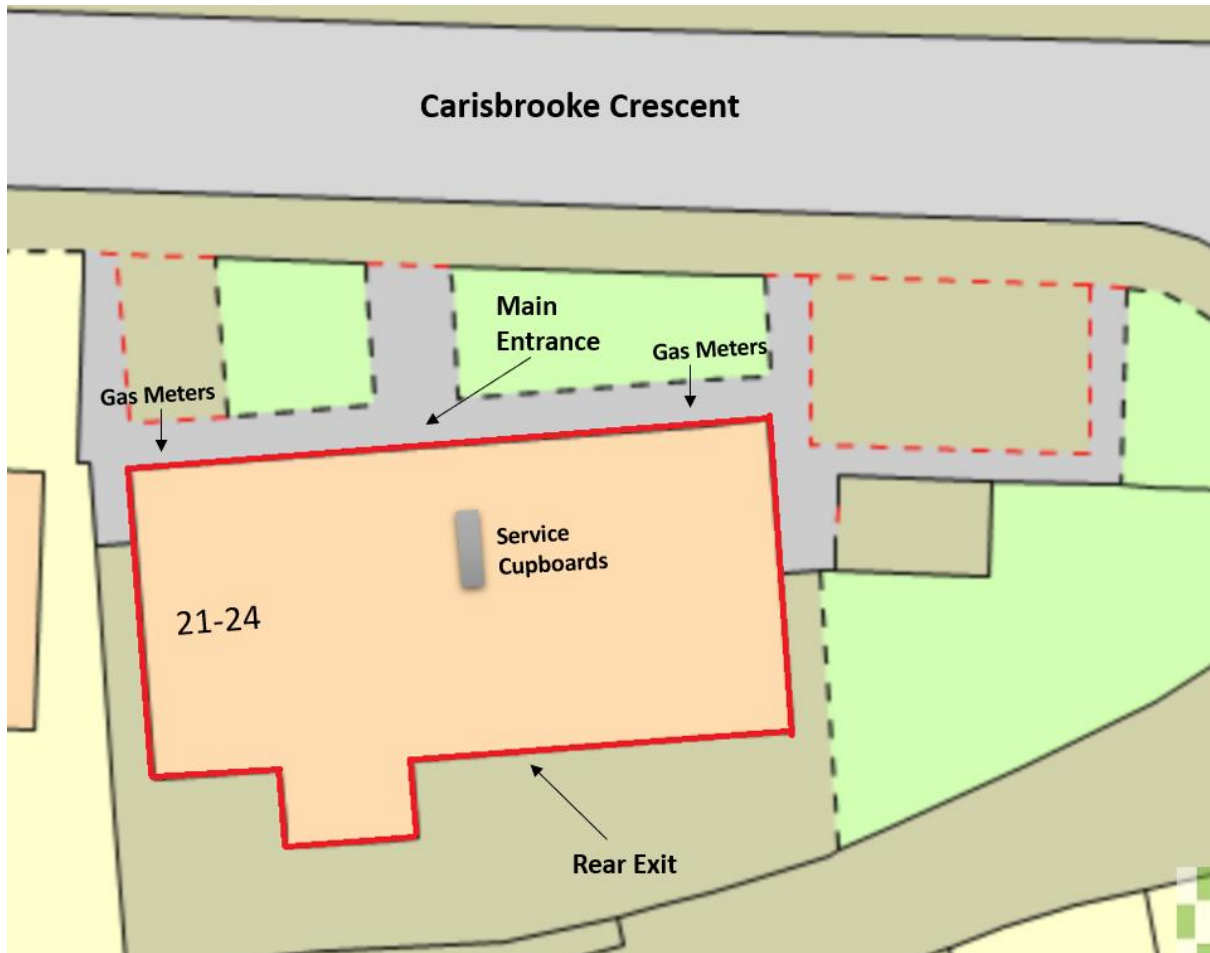 Carisbrooke Crescent
Main
Entrance
Gas Meters
Gas Meters
Service
Cupboards
21-24
Rear Exit